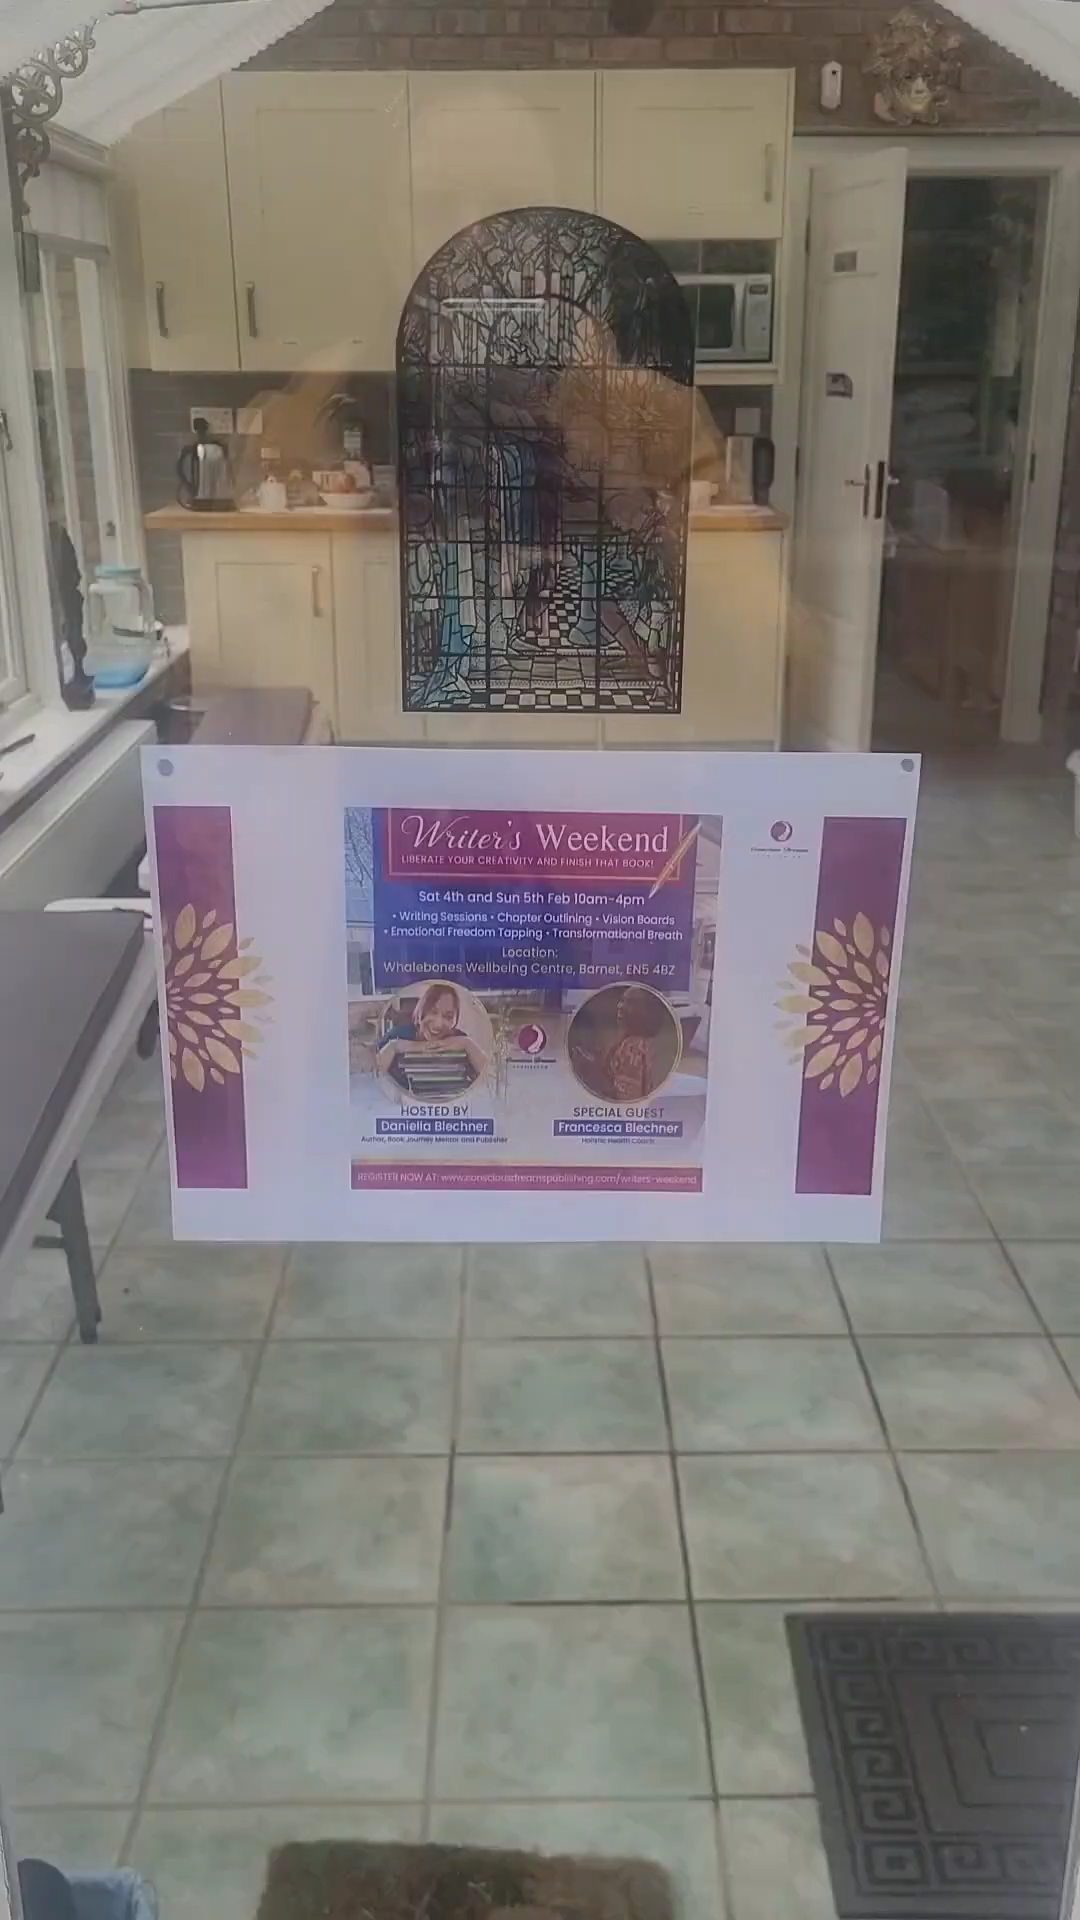 Writer's Weekend
LIBERATE YOUR CREATIVITY AND FINISH THAT BOOK!
Sat 4th and Sun 5th Feb 10am-4pm
• Writing Sessions • Chapter Outlining • Vision Boards
• Emotional Freedom Tapping • Transformational Breath
Location:
Whalebones Wellbeing Centre, Barnet, EN5 4BZ
HOSTED BY
Daniella Blechner
Author, Book Journey Mentor and Publisher
SPECIAL GUEST
Francesca Blechner
Holistic Health Coach
REGISTER NOW AT: www.consciousdreamspublishing.com/writers-weekend
Conscious Dreams